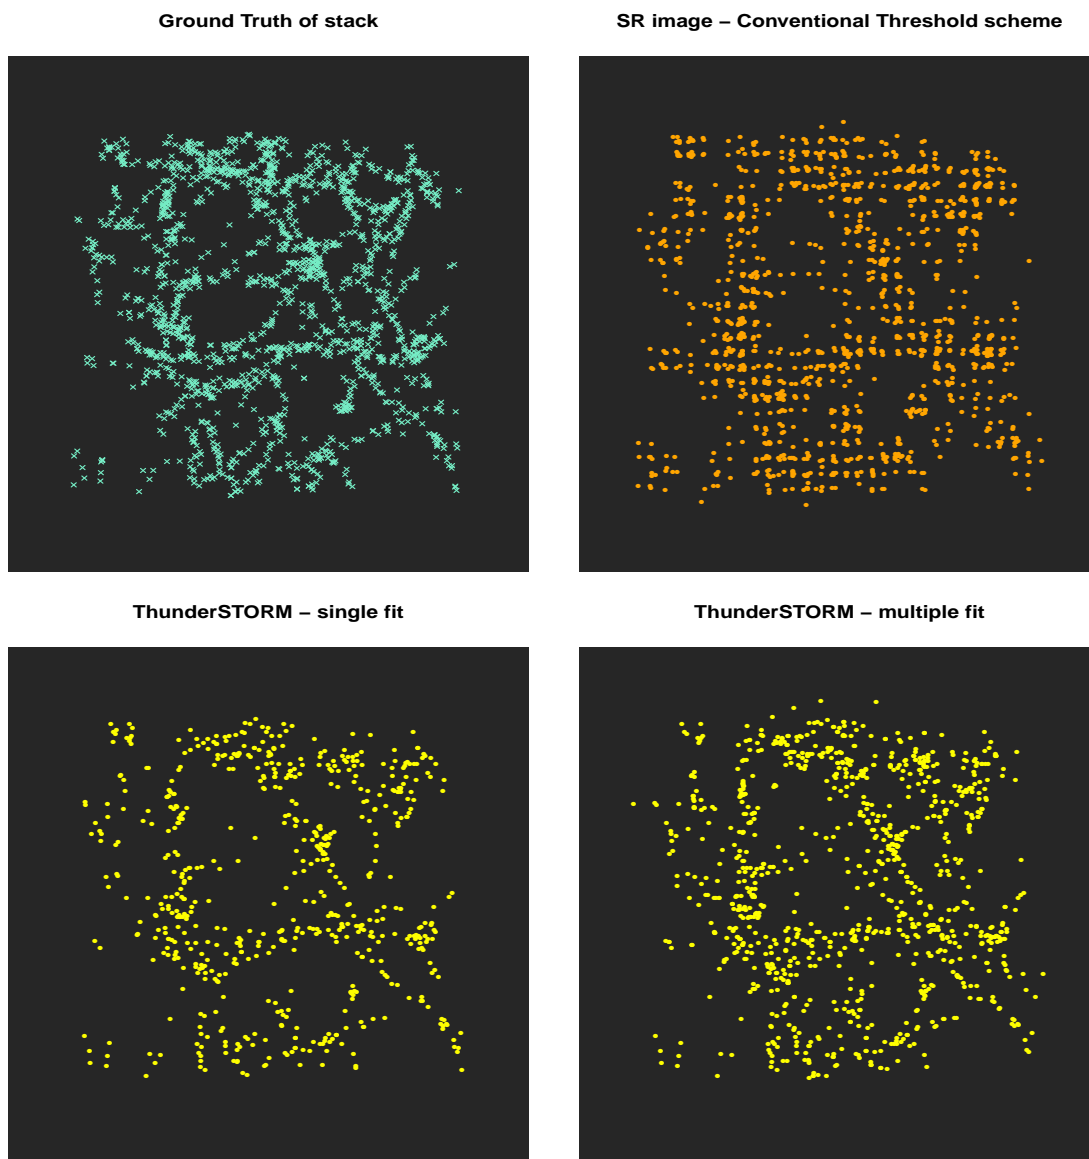 Ground Truth of stack
SR image – Conventional Threshold scheme
ThunderSTORM – single fit
ThunderSTORM – multiple fit